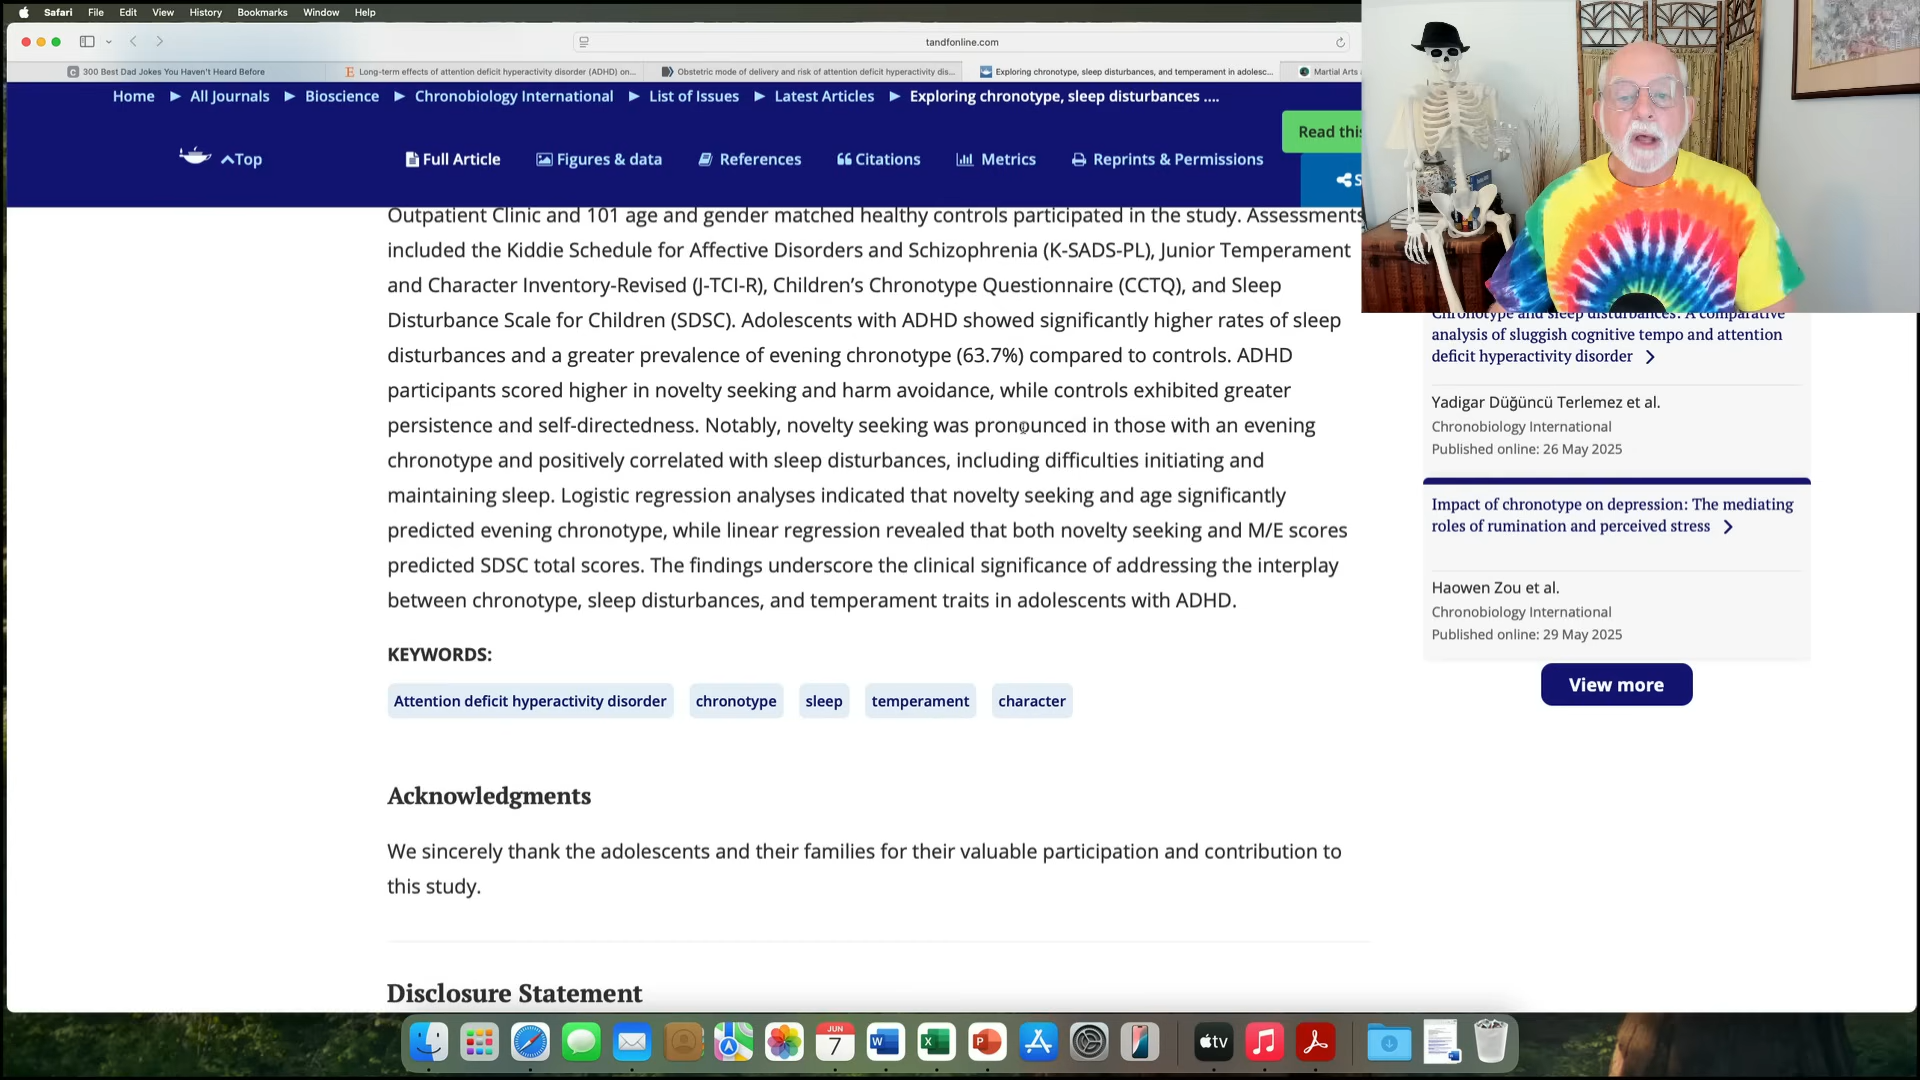 Safari File Edit View History Bookmarks Window Help
tandfonline.com
300 Best Dad Jokes You Haven't Heard Before
Long-term effects of attention deficit hyperactivity disorder (ADHD) on...
Obstetric mode of delivery and risk of attention deficit hyperactivity dis...
Exploring chronotype, sleep disturbances, and temperament in adolesc...
Martial Arts
Home ▶ All Journals ▶ Bioscience ▶ Chronobiology International ▶ List of Issues ▶ Latest Articles ▶ Exploring chronotype, sleep disturbances ....
Read this
Top
Full Article
Figures & data
References
Citations
Metrics
Reprints & Permissions
S
Outpatient Clinic and 101 age and gender matched healthy controls participated in the study. Assessments
included the Kiddie Schedule for Affective Disorders and Schizophrenia (K-SADS-PL), Junior Temperament
and Character Inventory-Revised (J-TCI-R), Children’s Chronotype Questionnaire (CCTQ), and Sleep
Disturbance Scale for Children (SDSC). Adolescents with ADHD showed significantly higher rates of sleep
disturbances and a greater prevalence of evening chronotype (63.7%) compared to controls. ADHD
participants scored higher in novelty seeking and harm avoidance, while controls exhibited greater
persistence and self-directedness. Notably, novelty seeking was pronounced in those with an evening
chronotype and positively correlated with sleep disturbances, including difficulties initiating and
maintaining sleep. Logistic regression analyses indicated that novelty seeking and age significantly
predicted evening chronotype, while linear regression revealed that both novelty seeking and M/E scores
predicted SDSC total scores. The findings underscore the clinical significance of addressing the interplay
between chronotype, sleep disturbances, and temperament traits in adolescents with ADHD.
KEYWORDS:
Attention deficit hyperactivity disorder
chronotype
sleep
temperament
character
Acknowledgments
We sincerely thank the adolescents and their families for their valuable participation and contribution to
this study.
Disclosure Statement
Chronotype and sleep disturbances: A comparative
analysis of sluggish cognitive tempo and attention
deficit hyperactivity disorder
Yadigar Düğüncü Terlemez et al.
Chronobiology International
Published online: 26 May 2025
Impact of chronotype on depression: The mediating
roles of rumination and perceived stress
Haowen Zou et al.
Chronobiology International
Published online: 29 May 2025
View more
JUN
7
W
X
P
tv